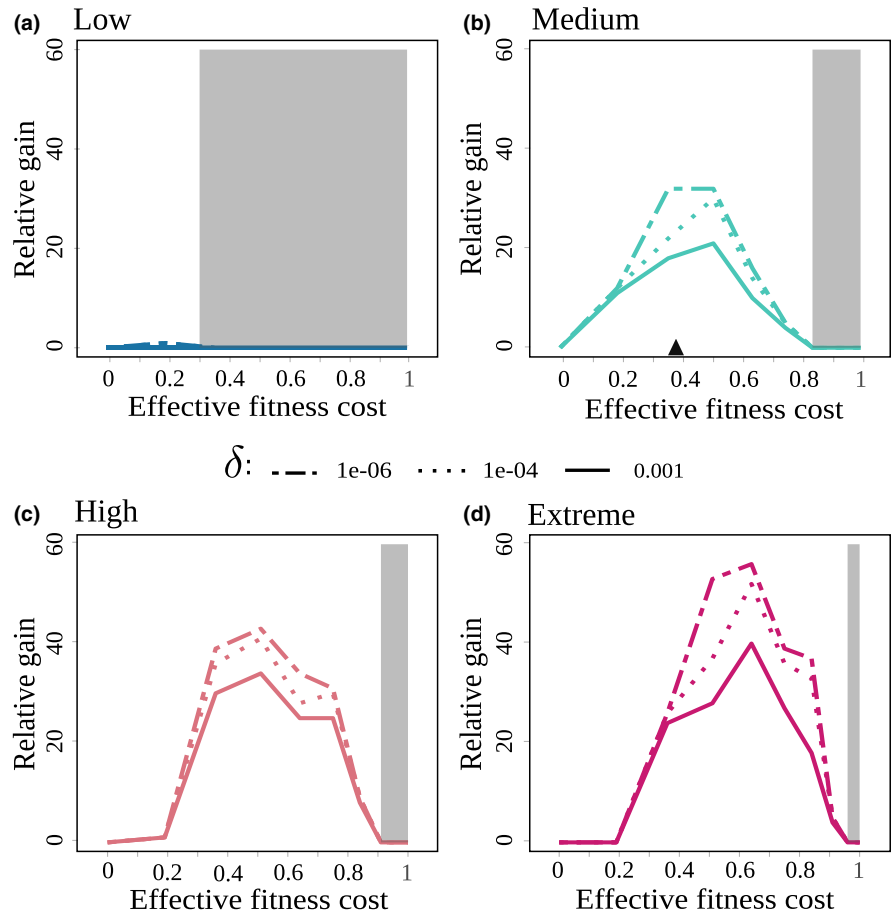 (a) Low
Relative gain
0 20 40 60
0 0.2 0.4 0.6 0.8 1
Effective fitness cost
(b) Medium
Relative gain
0 20 40 60
0 0.2 0.4 0.6 0.8 1
Effective fitness cost
δ: 1e-06 1e-04 0.001
(c) High
Relative gain
0 20 40 60
0 0.2 0.4 0.6 0.8 1
Effective fitness cost
(d) Extreme
Relative gain
0 20 40 60
0 0.2 0.4 0.6 0.8 1
Effective fitness cost